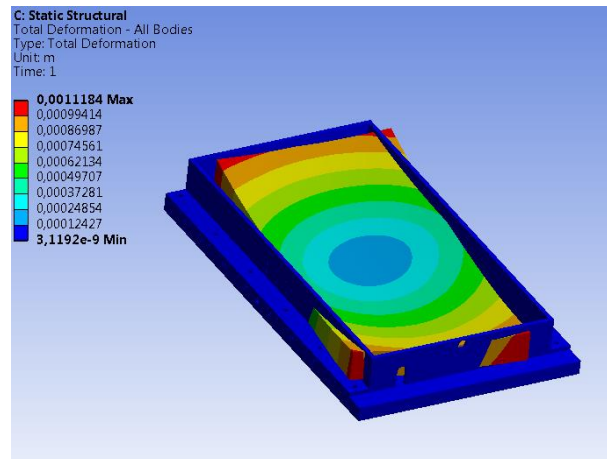 C: Static Structural
Total Deformation - All Bodies
Type: Total Deformation
Unit: m
Time: 1
0,0011184 Max
0,00099414
0,00086987
0,00074561
0,00062134
0,00049707
0,00037281
0,00024854
0,00012427
3,1192e-9 Min